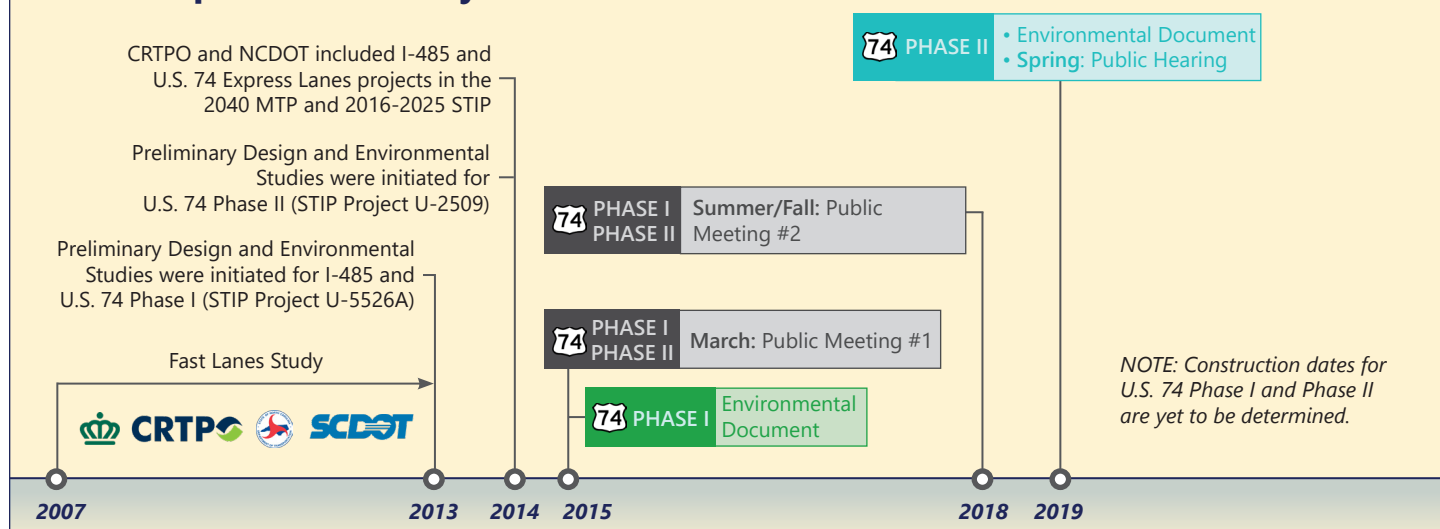 CRTPO and NCDOT included I-485 and
U.S. 74 Express Lanes projects in the
2040 MTP and 2016-2025 STIP
Preliminary Design and Environmental
Studies were initiated for
U.S. 74 Phase II (STIP Project U-2509)
Preliminary Design and Environmental
Studies were initiated for I-485 and
U.S. 74 Phase I (STIP Project U-5526A)
Fast Lanes Study
CRTPO
SCDOT
74 PHASE II
• Environmental Document
• Spring: Public Hearing
74
PHASE I
PHASE II
Summer/Fall: Public
Meeting #2
74
PHASE I
PHASE II
March: Public Meeting #1
74 PHASE I
Environmental
Document
NOTE: Construction dates for
U.S. 74 Phase I and Phase II
are yet to be determined.
2007 2013 2014 2015 2018 2019